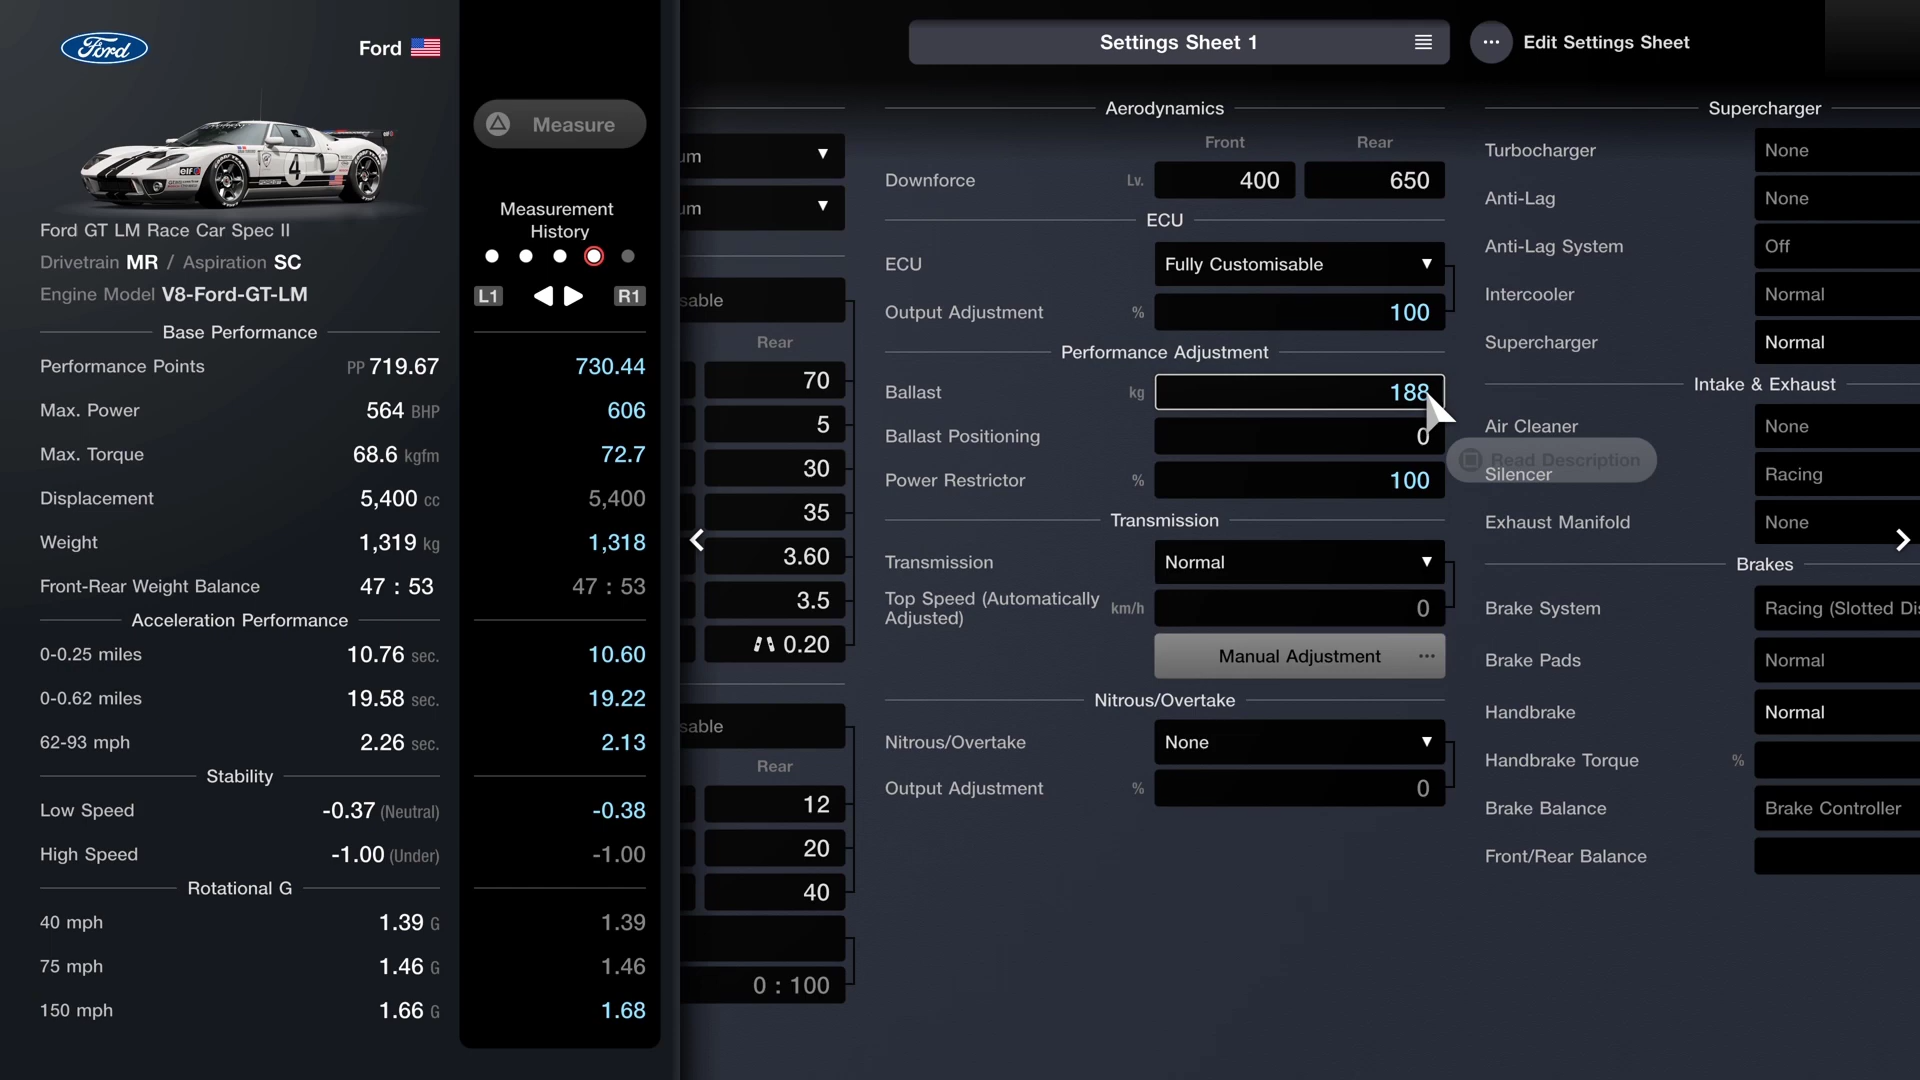 Ford
Ford
Ford GT LM Race Car Spec II
Drivetrain MR / Aspiration SC
Engine Model V8-Ford-GT-LM
Base Performance
Performance Points PP 719.67
Max. Power 564 BHP
Max. Torque 68.6 kgfm
Displacement 5,400 cc
Weight 1,319 kg
Front-Rear Weight Balance 47 : 53
Acceleration Performance
0-0.25 miles 10.76 sec.
0-0.62 miles 19.58 sec.
62-93 mph 2.26 sec.
Stability
Low Speed -0.37 (Neutral)
High Speed -1.00 (Under)
Rotational G
40 mph 1.39 G
75 mph 1.46 G
150 mph 1.66 G
Measure
Measurement
History
L1 R1
730.44
606
72.7
5,400
1,318
47 : 53
10.60
19.22
2.13
-0.38
-1.00
1.39
1.46
1.68
Settings Sheet 1
Edit Settings Sheet
um
um
sable
Rear
70
5
30
35
3.60
3.5
0.20
sable
Rear
12
20
40
0 : 100
Aerodynamics
Front Rear
Downforce Lv. 400 650
ECU
ECU Fully Customisable
Output Adjustment % 100
Performance Adjustment
Ballast kg 188
Ballast Positioning 0
Power Restrictor % 100
Transmission
Transmission Normal
Top Speed (Automatically
Adjusted) km/h 0
Manual Adjustment
Nitrous/Overtake
Nitrous/Overtake None
Output Adjustment % 0
Supercharger
Turbocharger None
Anti-Lag None
Anti-Lag System Off
Intercooler Normal
Supercharger Normal
Intake & Exhaust
Air Cleaner None
Read Description
Silencer Racing
Exhaust Manifold None
Brakes
Brake System Racing (Slotted Dis
Brake Pads Normal
Handbrake Normal
Handbrake Torque %
Brake Balance Brake Controller
Front/Rear Balance